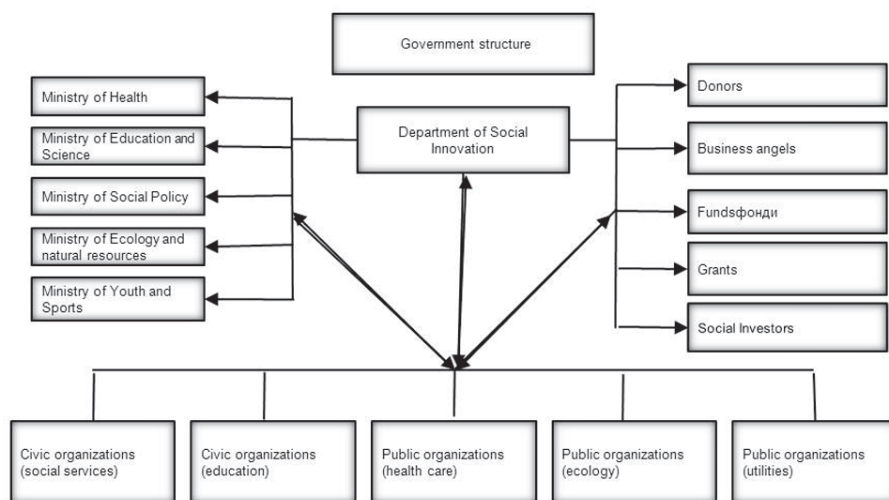 Government structure
Ministry of Health
Ministry of Education and
Science
Ministry of Social Policy
Ministry of Ecology and
natural resources
Ministry of Youth and
Sports
Department of Social
Innovation
Donors
Business angels
Fundsфонди
Grants
Social Investors
Civic organizations
(social services)
Civic organizations
(education)
Public organizations
(health care)
Public organizations
(ecology)
Public organizations
(utilities)